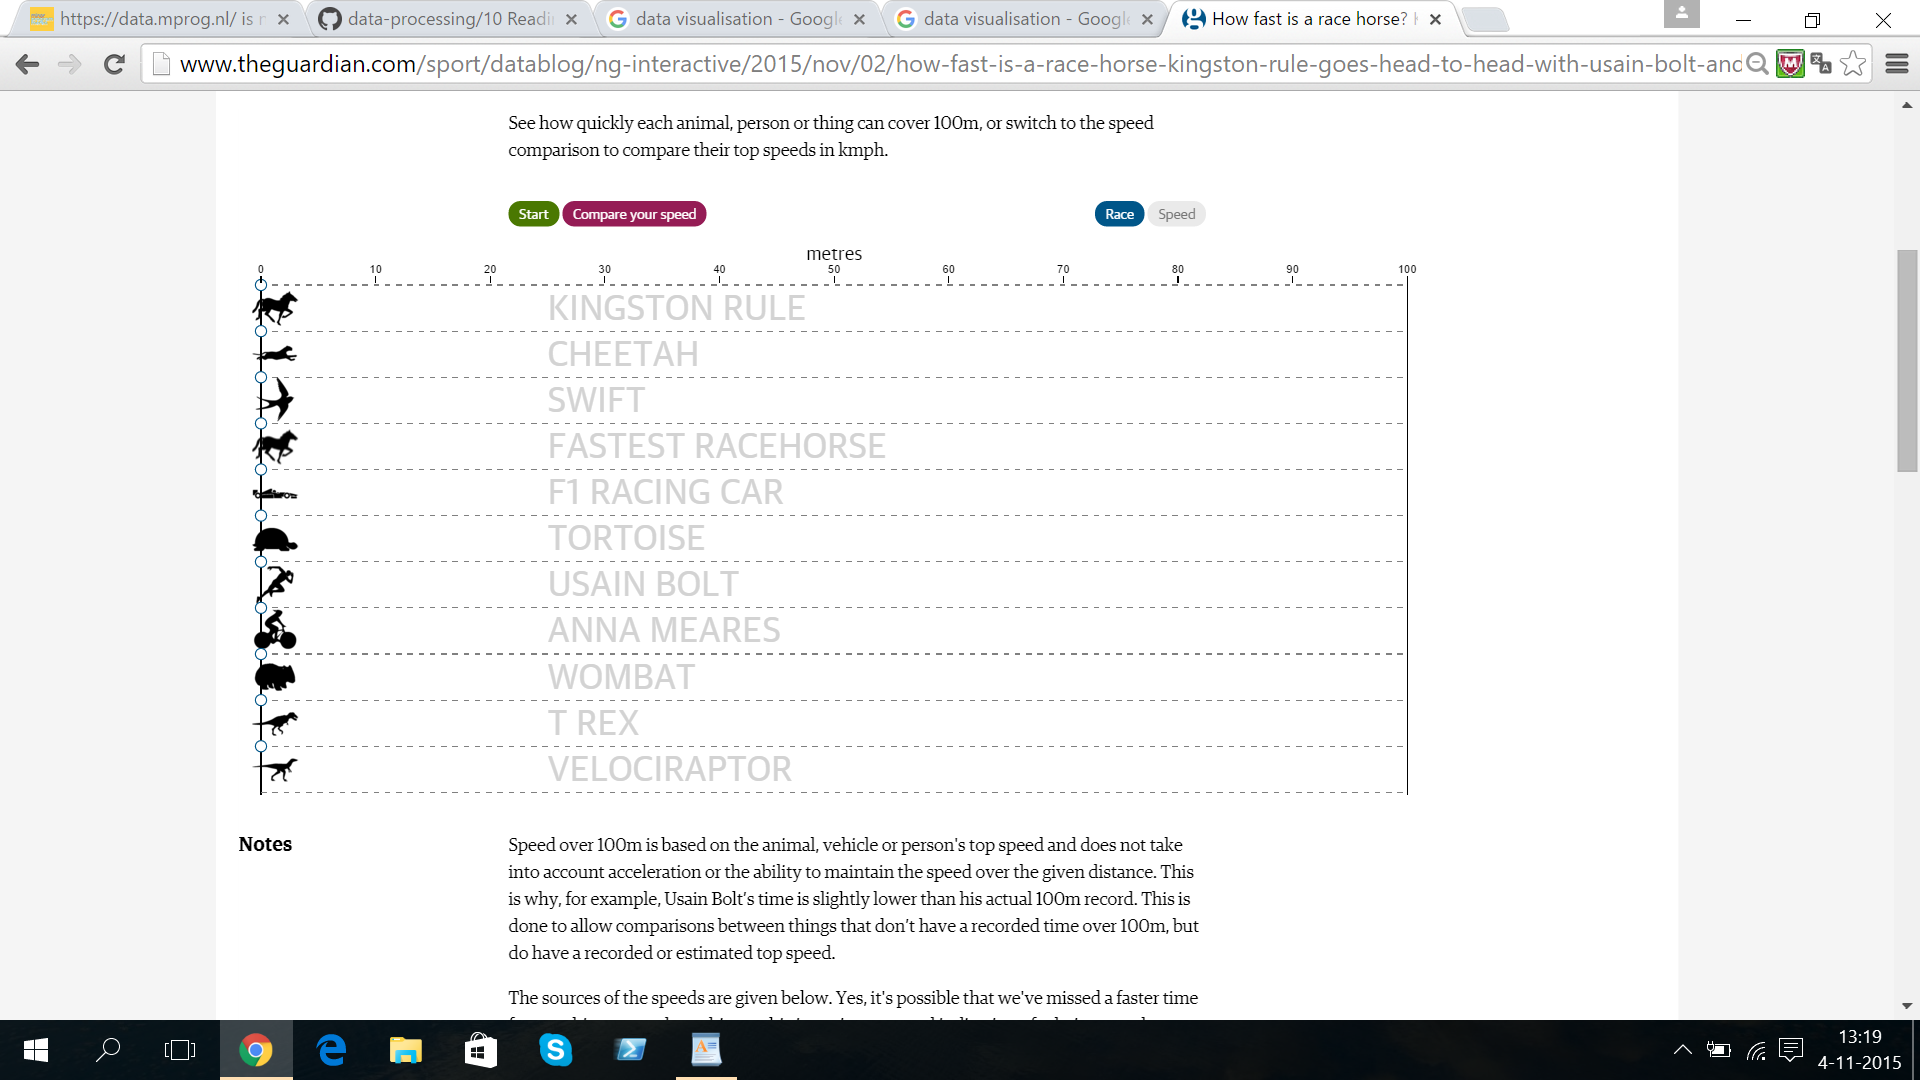 https://data.mprog.nl/ is n
data-processing/10 Readi
data visualisation - Google
data visualisation - Google
How fast is a race horse? K
www.theguardian.com/sport/datablog/ng-interactive/2015/nov/02/how-fast-is-a-race-horse-kingston-rule-goes-head-to-head-with-usain-bolt-and
See how quickly each animal, person or thing can cover 100m, or switch to the speed
comparison to compare their top speeds in kmph.
Start
Compare your speed
Race
Speed
metres
0 10 20 30 40 50 60 70 80 90 100
KINGSTON RULE
CHEETAH
SWIFT
FASTEST RACEHORSE
F1 RACING CAR
TORTOISE
USAIN BOLT
ANNA MEARES
WOMBAT
T REX
VELOCIRAPTOR
Notes
Speed over 100m is based on the animal, vehicle or person's top speed and does not take
into account acceleration or the ability to maintain the speed over the given distance. This
is why, for example, Usain Bolt’s time is slightly lower than his actual 100m record. This is
done to allow comparisons between things that don’t have a recorded time over 100m, but
do have a recorded or estimated top speed.
The sources of the speeds are given below. Yes, it's possible that we've missed a faster time
13:19
4-11-2015